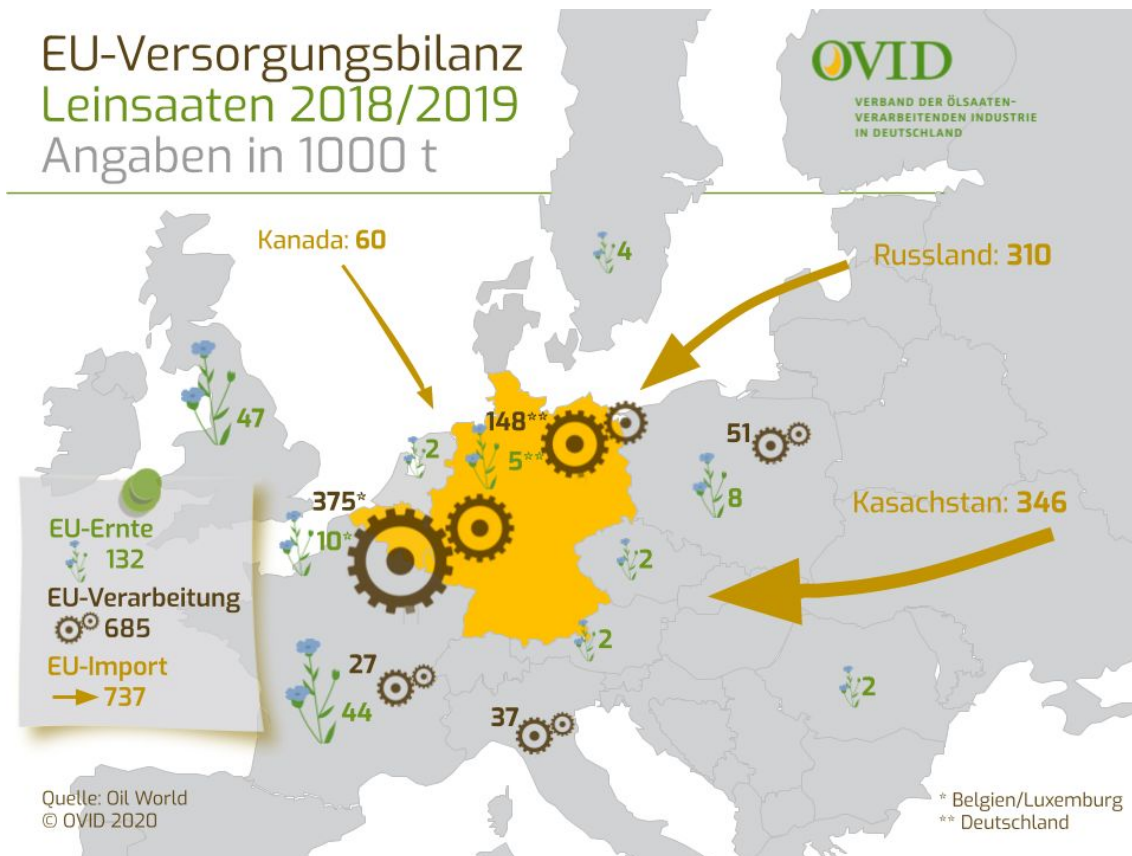 EU-Versorgungsbilanz
Leinsaaten 2018/2019
Angaben in 1000 t
OVID
VERBAND DER ÖLSAATEN-
VERARBEITENDEN INDUSTRIE
IN DEUTSCHLAND
Kanada: 60
4
Russland: 310
47
2
148**
5**
51
8
375*
10*
Kasachstan: 346
2
EU-Ernte
132
EU-Verarbeitung
685
EU-Import
737
2
27
44
37
2
Quelle: Oil World
© OVID 2020
* Belgien/Luxemburg
** Deutschland